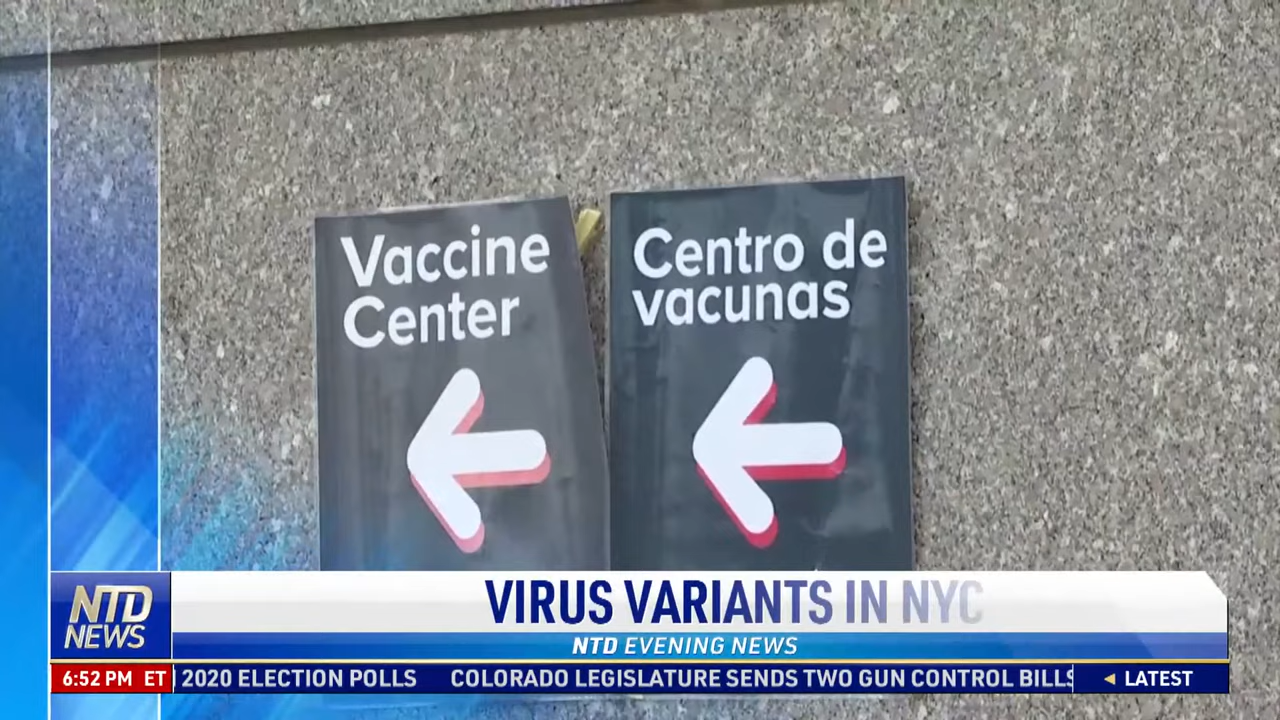 Vaccine
Center
Centro de
vacunas
NTD
NEWS
VIRUS VARIANTS IN NYC
NTD EVENING NEWS
6:52 PM ET
2020 ELECTION POLLS COLORADO LEGISLATURE SENDS TWO GUN CONTROL BILLS
LATEST